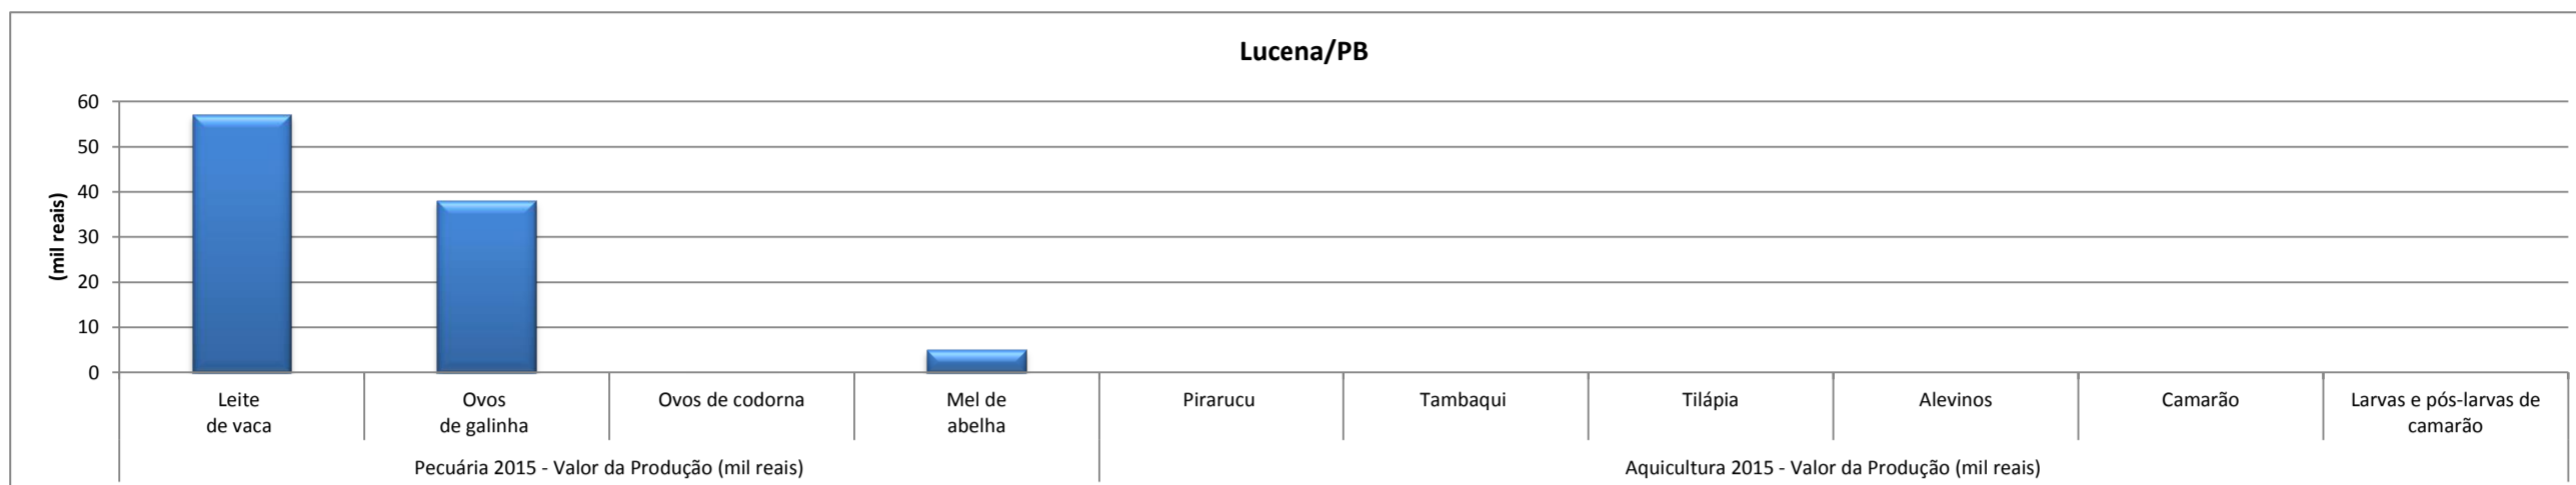 Lucena/PB
(mil reais)
60
50
40
30
20
10
0
Leite
de vaca
Ovos
de galinha
Ovos de codorna
Mel de
abelha
Pirarucu
Tambaqui
Tilápia
Alevinos
Camarão
Larvas e pós-larvas de
camarão
Pecuária 2015 - Valor da Produção (mil reais)
Aquicultura 2015 - Valor da Produção (mil reais)